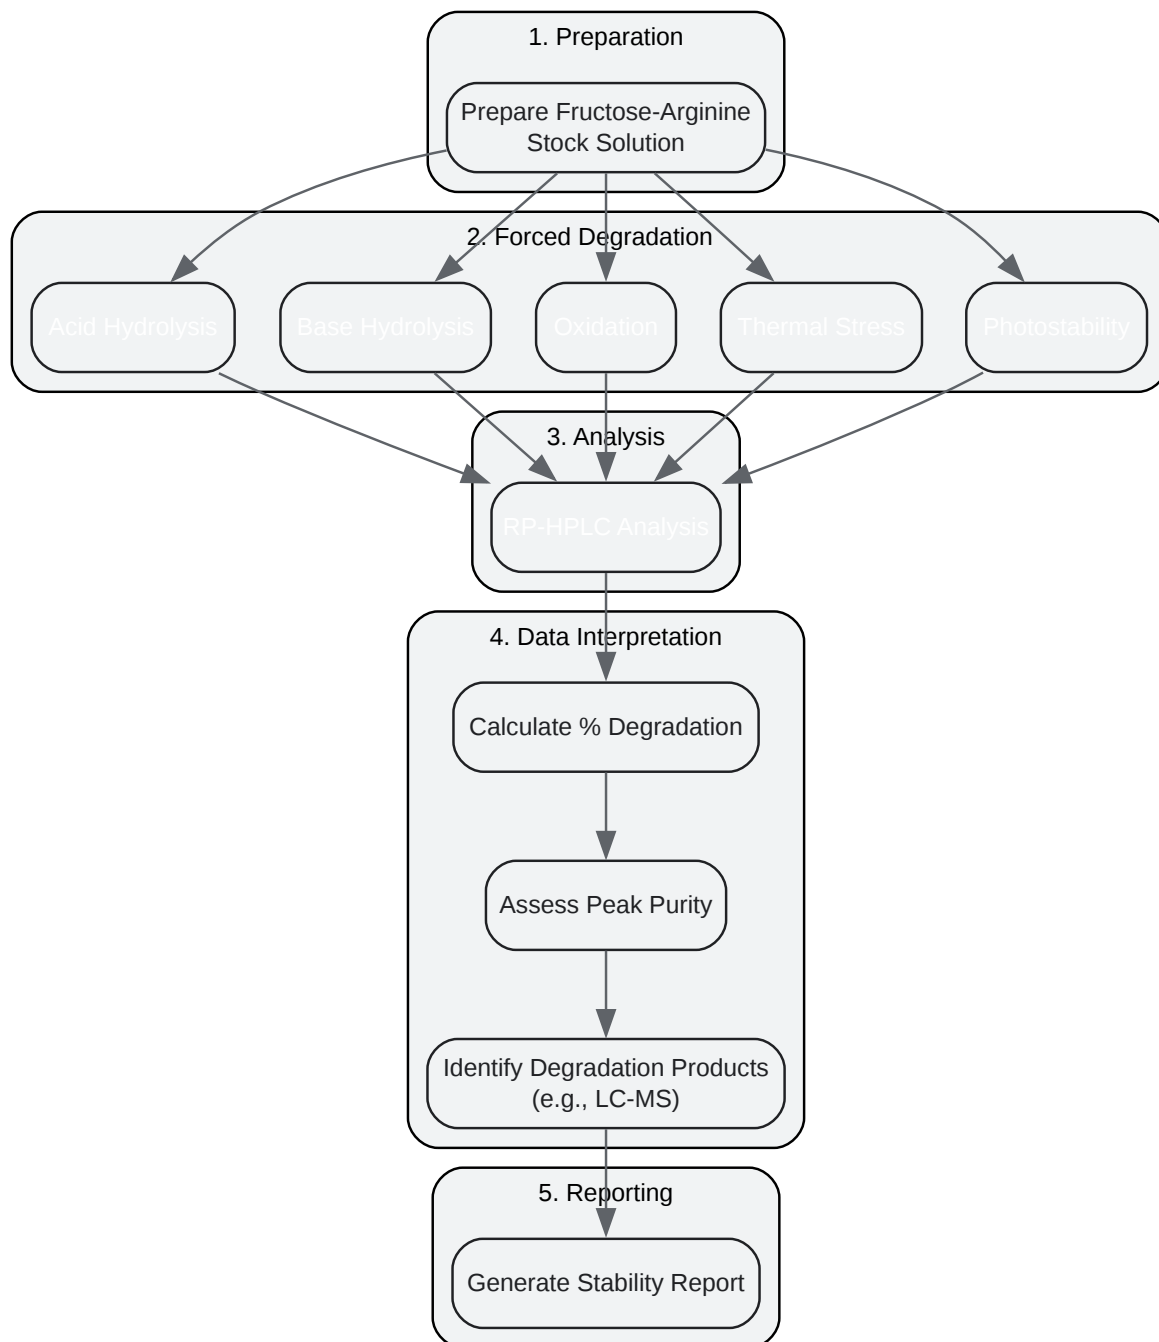 1. Preparation
Prepare Fructose-Arginine
Stock Solution
2. Forced Degradation
Acid Hydrolysis
Base Hydrolysis
Oxidation
Thermal Stress
Photostability
3. Analysis
RP-HPLC Analysis
4. Data Interpretation
Calculate % Degradation
Assess Peak Purity
Identify Degradation Products
(e.g., LC-MS)
5. Reporting
Generate Stability Report